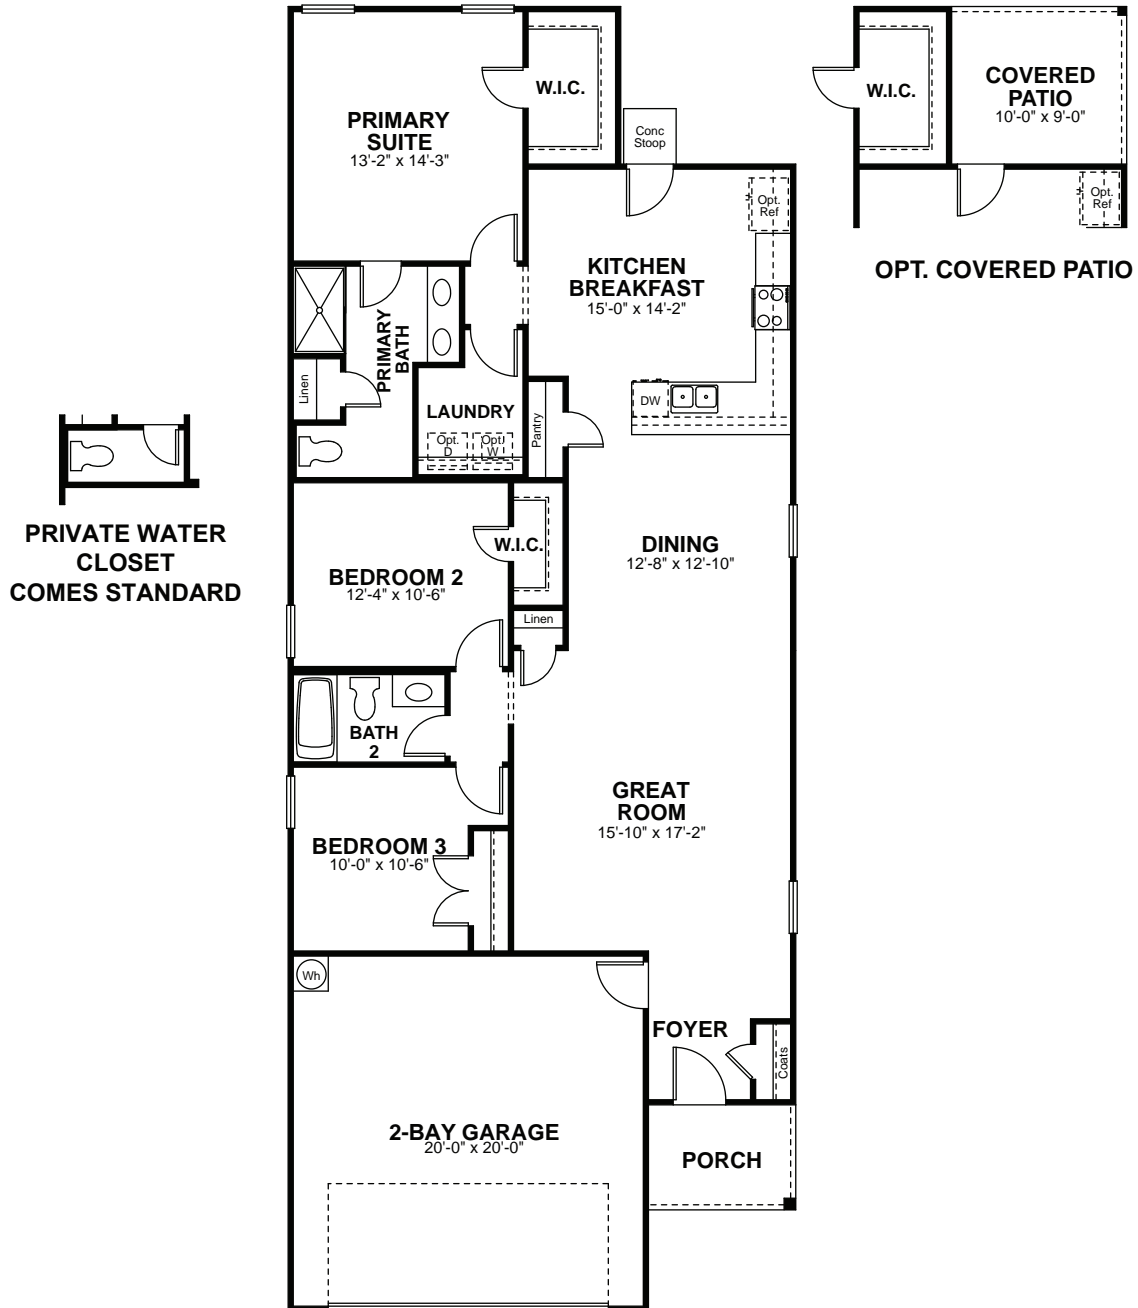 W.I.C.
PRIMARY
SUITE
13'-2" x 14'-3"
Conc
Stoop
Opt.
Ref
KITCHEN
BREAKFAST
15'-0" x 14'-2"
PRIMARY
BATH
Linen
LAUNDRY
Opt.
D
Opt.
W
Pantry
DW
W.I.C.
DINING
12'-8" x 12'-10"
BEDROOM 2
12'-4" x 10'-6"
Linen
BATH
2
GREAT
ROOM
15'-10" x 17'-2"
BEDROOM 3
10'-0" x 10'-6"
Wh
FOYER
Coats
2-BAY GARAGE
20'-0" x 20'-0"
PORCH
PRIVATE WATER
CLOSET
COMES STANDARD
W.I.C.
COVERED
PATIO
10'-0" x 9'-0"
Opt.
Ref
OPT. COVERED PATIO